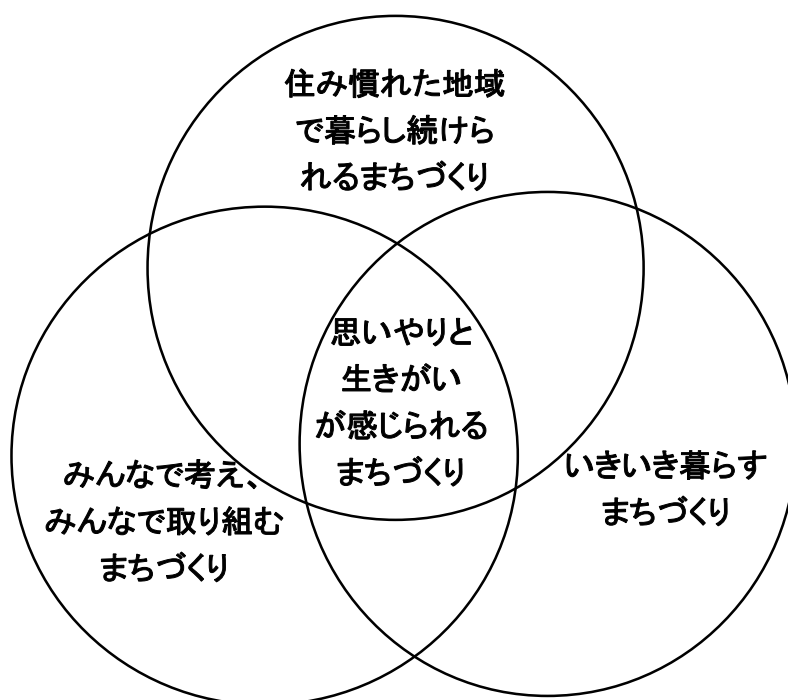 住み慣れた地域
で暮らし続けら
れるまちづくり
思いやりと
生きがい
が感じられる
まちづくり
みんなで考え、
みんなで取り組む
まちづくり
いきいき暮らす
まちづくり